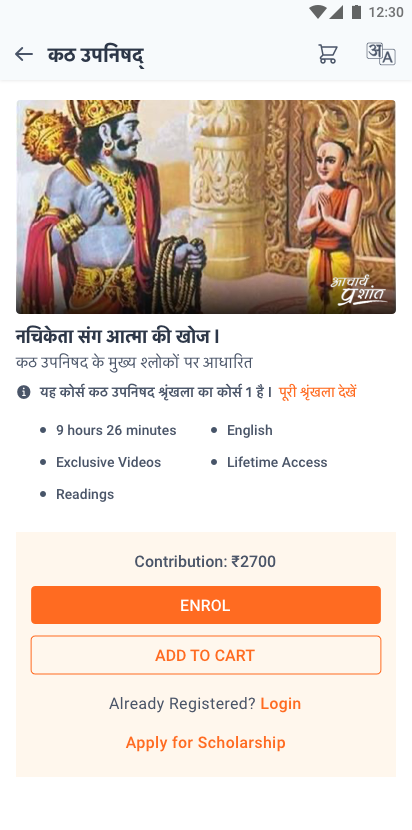 12:30
कठ उपनिषद्
अ A
आचार्य
प्रशांत
नचिकेता संग आत्मा की खोज।
कठ उपनिषद के मुख्य श्लोकों पर आधारित
यह कोर्स कठ उपनिषद श्रृंखला का कोर्स 1 है। पूरी श्रृंखला देखें
9 hours 26 minutes
English
Exclusive Videos
Lifetime Access
Readings
Contribution: ₹2700
ENROL
ADD TO CART
Already Registered? Login
Apply for Scholarship